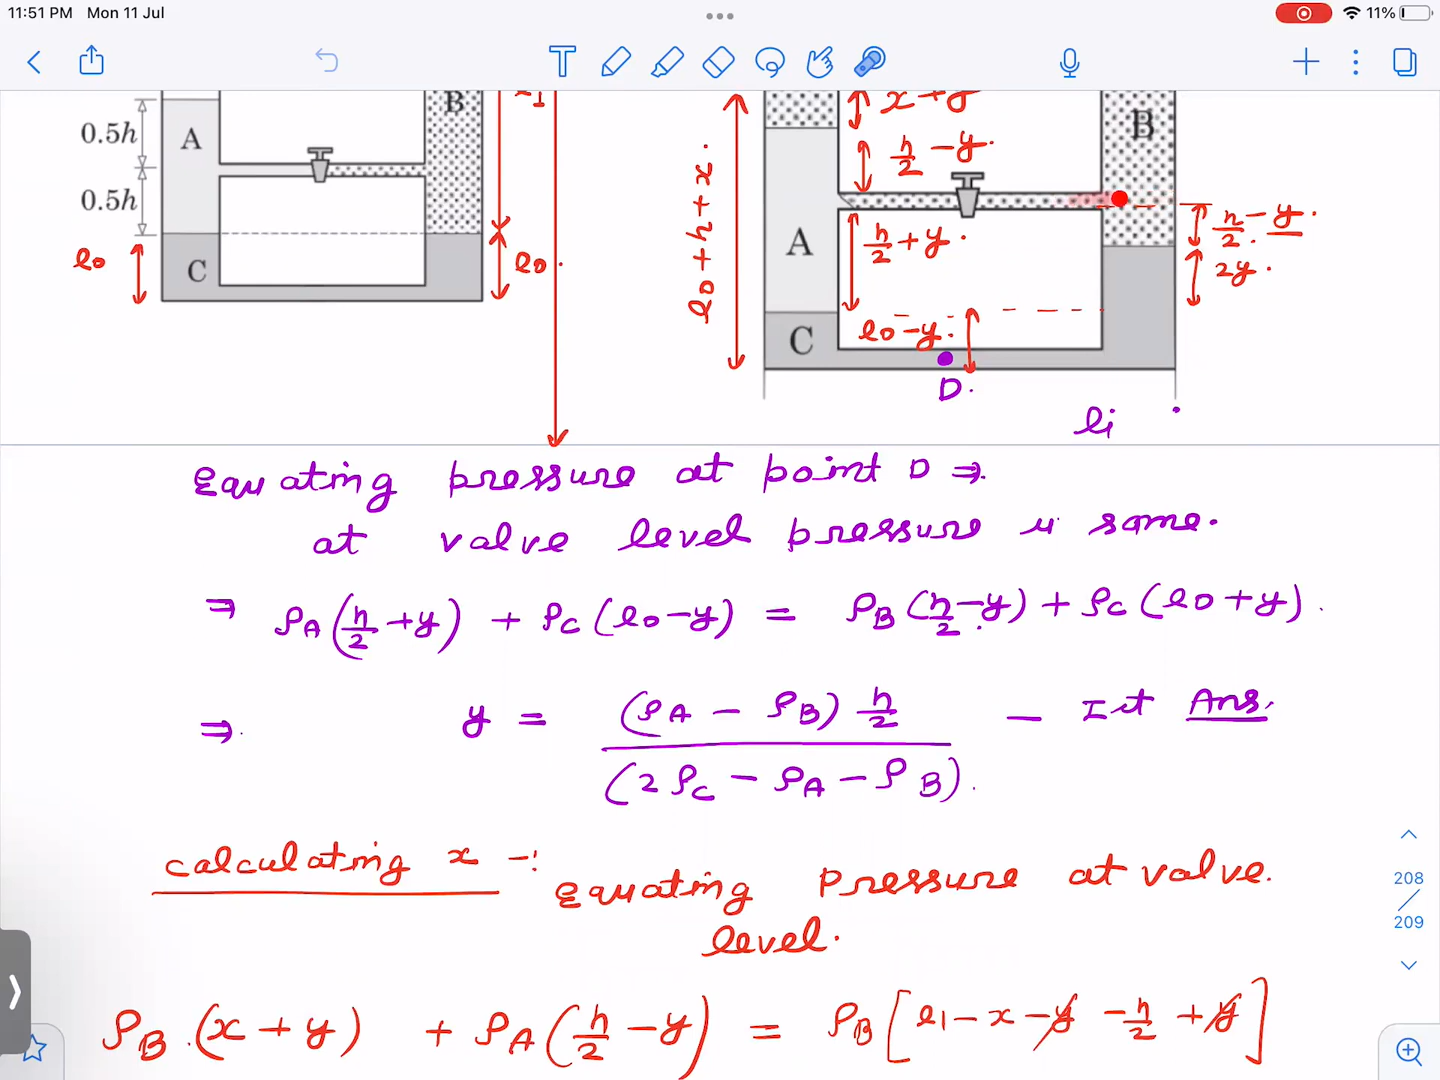 11:51 PM Mon 11 Jul
11%
0.5h
A
B
0.5h
l₀
C
l₀
l₀+h+x.
x+y
h/2 -y.
B
A
h/2 +y.
h/2 -y.
2y.
C
l₀-y.
D.
li
Equating pressure at point D ⇒
at valve level pressure is same.
⇒ ρA(h/2 +y) + ρC(l₀-y) = ρB(h/2 -y) + ρC(l₀+y).
⇒ y = (ρA - ρB) h/2 / (2ρC - ρA - ρB). - Ist Ans.
calculating x -: Equating Pressure at valve
level.
ρB.(x+y) + ρA(h/2 -y) = ρB[l₁-x-y -h/2 +y]
208
209